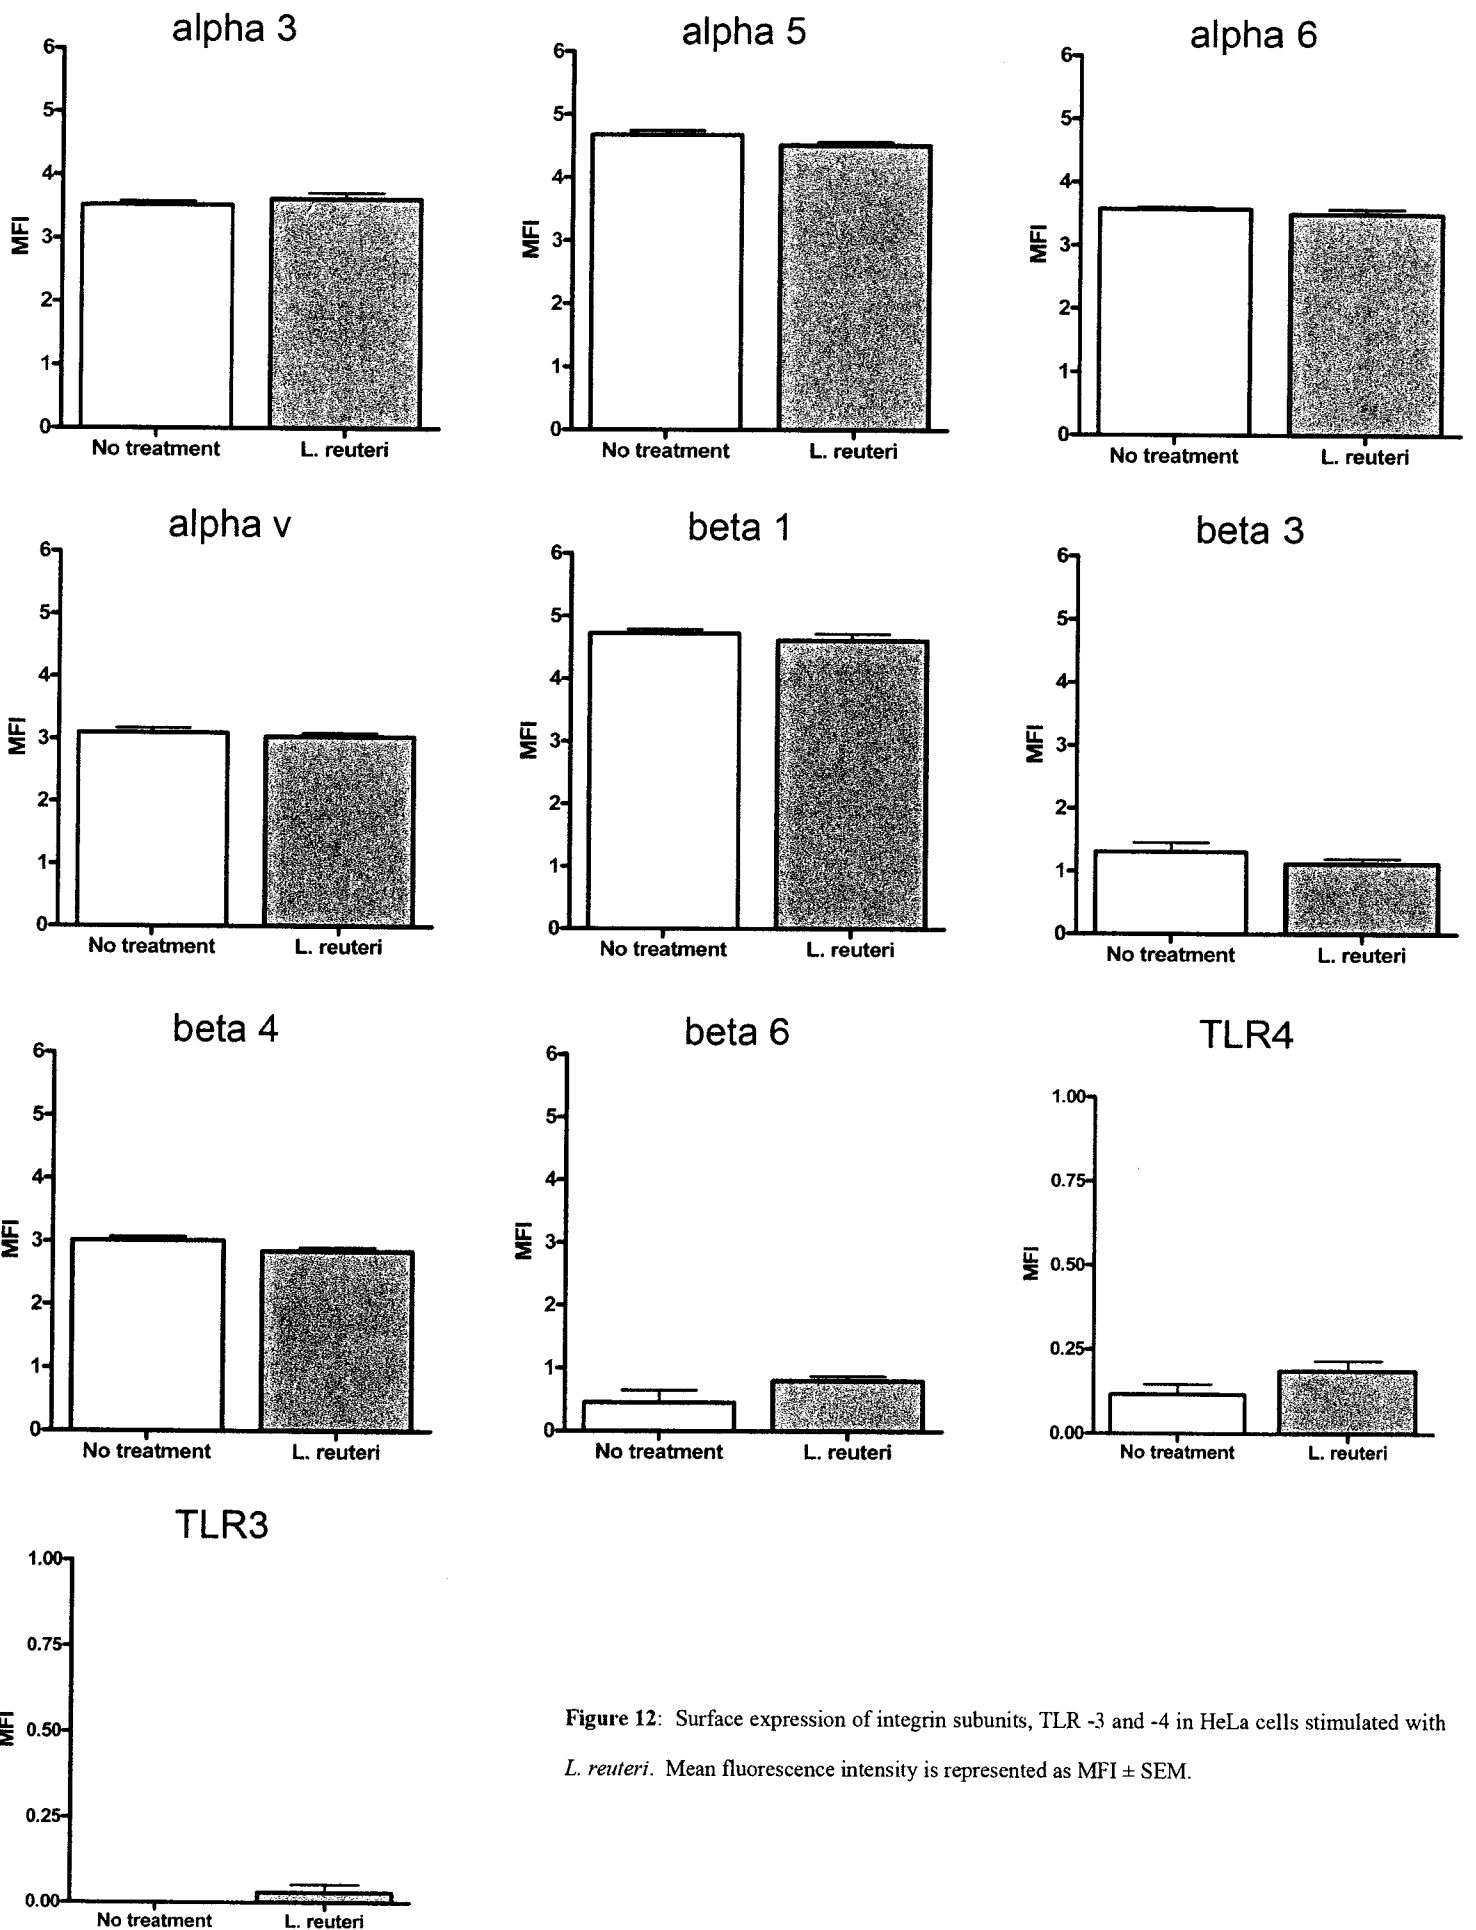 alpha 3
6
5
4
3
2
1
0
MFI
No treatment
L. reuteri
alpha 5
6
5
4
3
2
1
0
MFI
No treatment
L. reuteri
alpha 6
6
5
4
3
2
1
0
MFI
No treatment
L. reuteri
alpha v
6
5
4
3
2
1
0
MFI
No treatment
L. reuteri
beta 1
6
5
4
3
2
1
0
MFI
No treatment
L. reuteri
beta 3
6
5
4
3
2
1
0
MFI
No treatment
L. reuteri
beta 4
6
5
4
3
2
1
0
MFI
No treatment
L. reuteri
beta 6
6
5
4
3
2
1
0
MFI
No treatment
L. reuteri
TLR4
1.00
0.75
0.50
0.25
0.00
MFI
No treatment
L. reuteri
TLR3
1.00
0.75
0.50
0.25
0.00
MFI
No treatment
L. reuteri
Figure 12: Surface expression of integrin subunits, TLR -3 and -4 in HeLa cells stimulated with
L. reuteri. Mean fluorescence intensity is represented as MFI ± SEM.